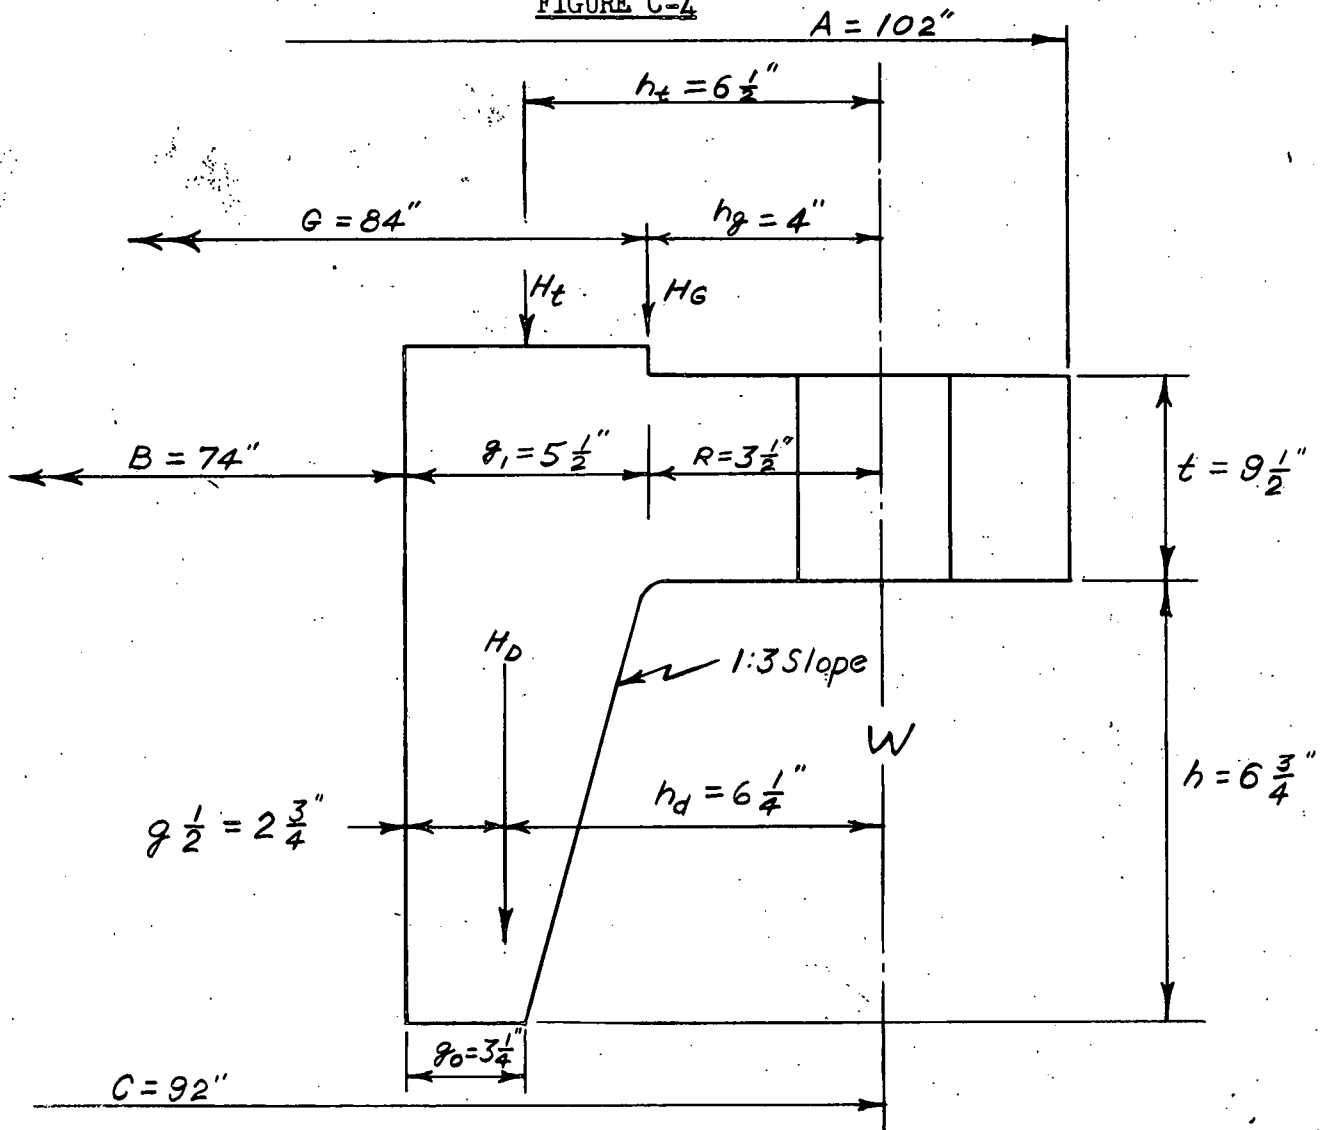 FIGURE C-4
A = 102"
h_t = 6 1/2"
G = 84"
h_g = 4"
H_t
H_G
B = 74"
g_1 = 5 1/2"
R = 3 1/2"
t = 9 1/2"
H_D
1:3 Slope
W
h_d = 6 1/4"
h = 6 3/4"
g 1/2 = 2 3/4"
g_0 = 3 1/4"
C = 92"